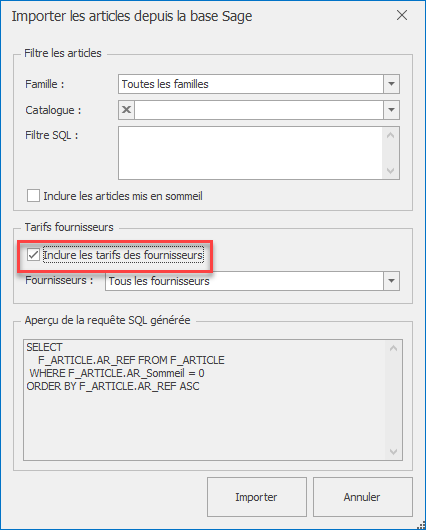 Importer les articles depuis la base Sage
Filtre les articles
Famille :
Toutes les familles
Catalogue :
Filtre SQL :
Inclure les articles mis en sommeil
Tarifs fournisseurs
Inclure les tarifs des fournisseurs
Fournisseurs :
Tous les fournisseurs
Aperçu de la requête SQL générée
SELECT
F_ARTICLE.AR_REF FROM F_ARTICLE
WHERE F_ARTICLE.AR_Sommeil = 0
ORDER BY F_ARTICLE.AR_REF ASC
Importer
Annuler